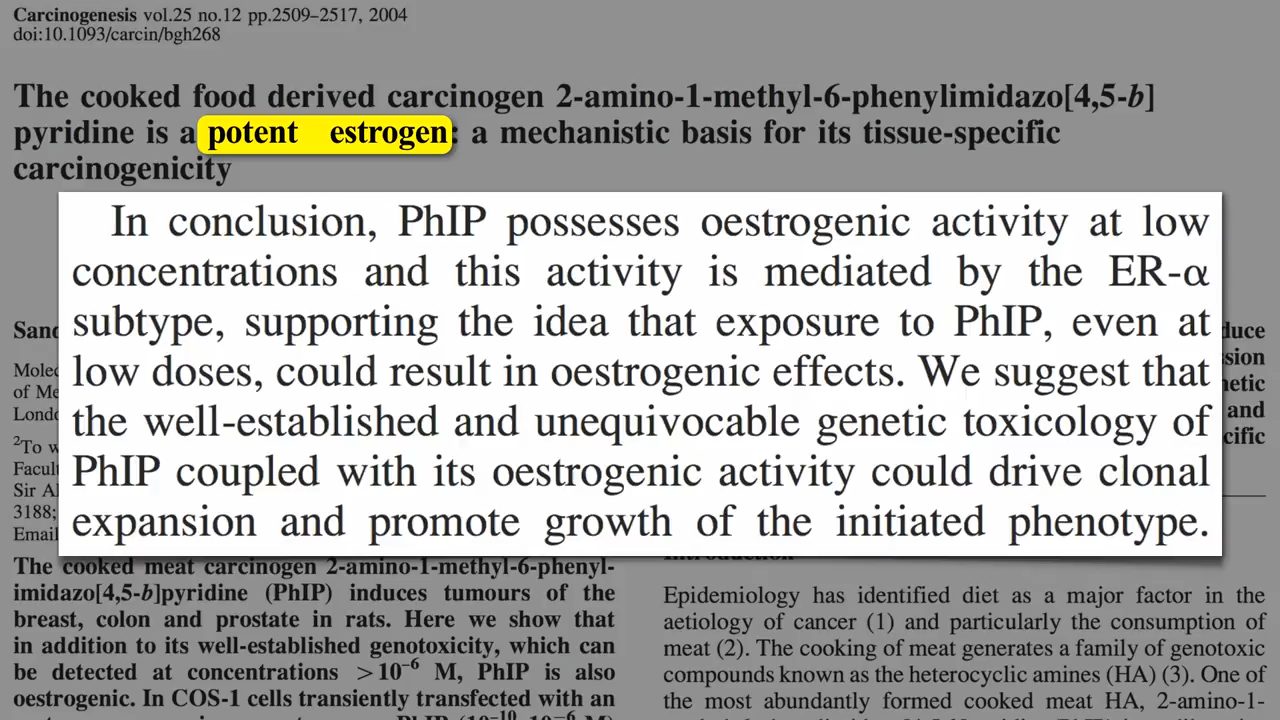 Carcinogenesis vol.25 no.12 pp.2509–2517, 2004
doi:10.1093/carcin/bgh268
The cooked food derived carcinogen 2-amino-1-methyl-6-phenylimidazo[4,5-b]
pyridine is a potent estrogen: a mechanistic basis for its tissue-specific
carcinogenicity
In conclusion, PhIP possesses oestrogenic activity at low
concentrations and this activity is mediated by the ER-α
subtype, supporting the idea that exposure to PhIP, even at
low doses, could result in oestrogenic effects. We suggest that
the well-established and unequivocable genetic toxicology of
PhIP coupled with its oestrogenic activity could drive clonal
expansion and promote growth of the initiated phenotype.
of Me
²To w
Sir Al
3188;
Email
and
The cooked meat carcinogen 2-amino-1-methyl-6-phenyl-
imidazo[4,5-b]pyridine (PhIP) induces tumours of the
breast, colon and prostate in rats. Here we show that
in addition to its well-established genotoxicity, which can
be detected at concentrations >10⁻⁶ M, PhIP is also
oestrogenic. In COS-1 cells transiently transfected with an
Epidemiology has identified diet as a major factor in the
aetiology of cancer (1) and particularly the consumption of
meat (2). The cooking of meat generates a family of genotoxic
compounds known as the heterocyclic amines (HA) (3). One of
the most abundantly formed cooked meat HA, 2-amino-1-